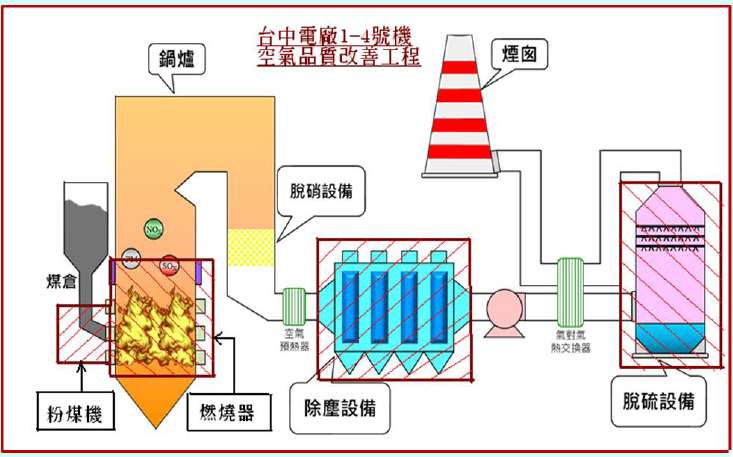 台中電廠1-4號機
空氣品質改善工程
鍋爐
煙囪
脫硝設備
NOx
PM
SOx
煤倉
空氣
預熱器
氣對氣
熱交換器
粉煤機
燃燒器
除塵設備
脫硫設備